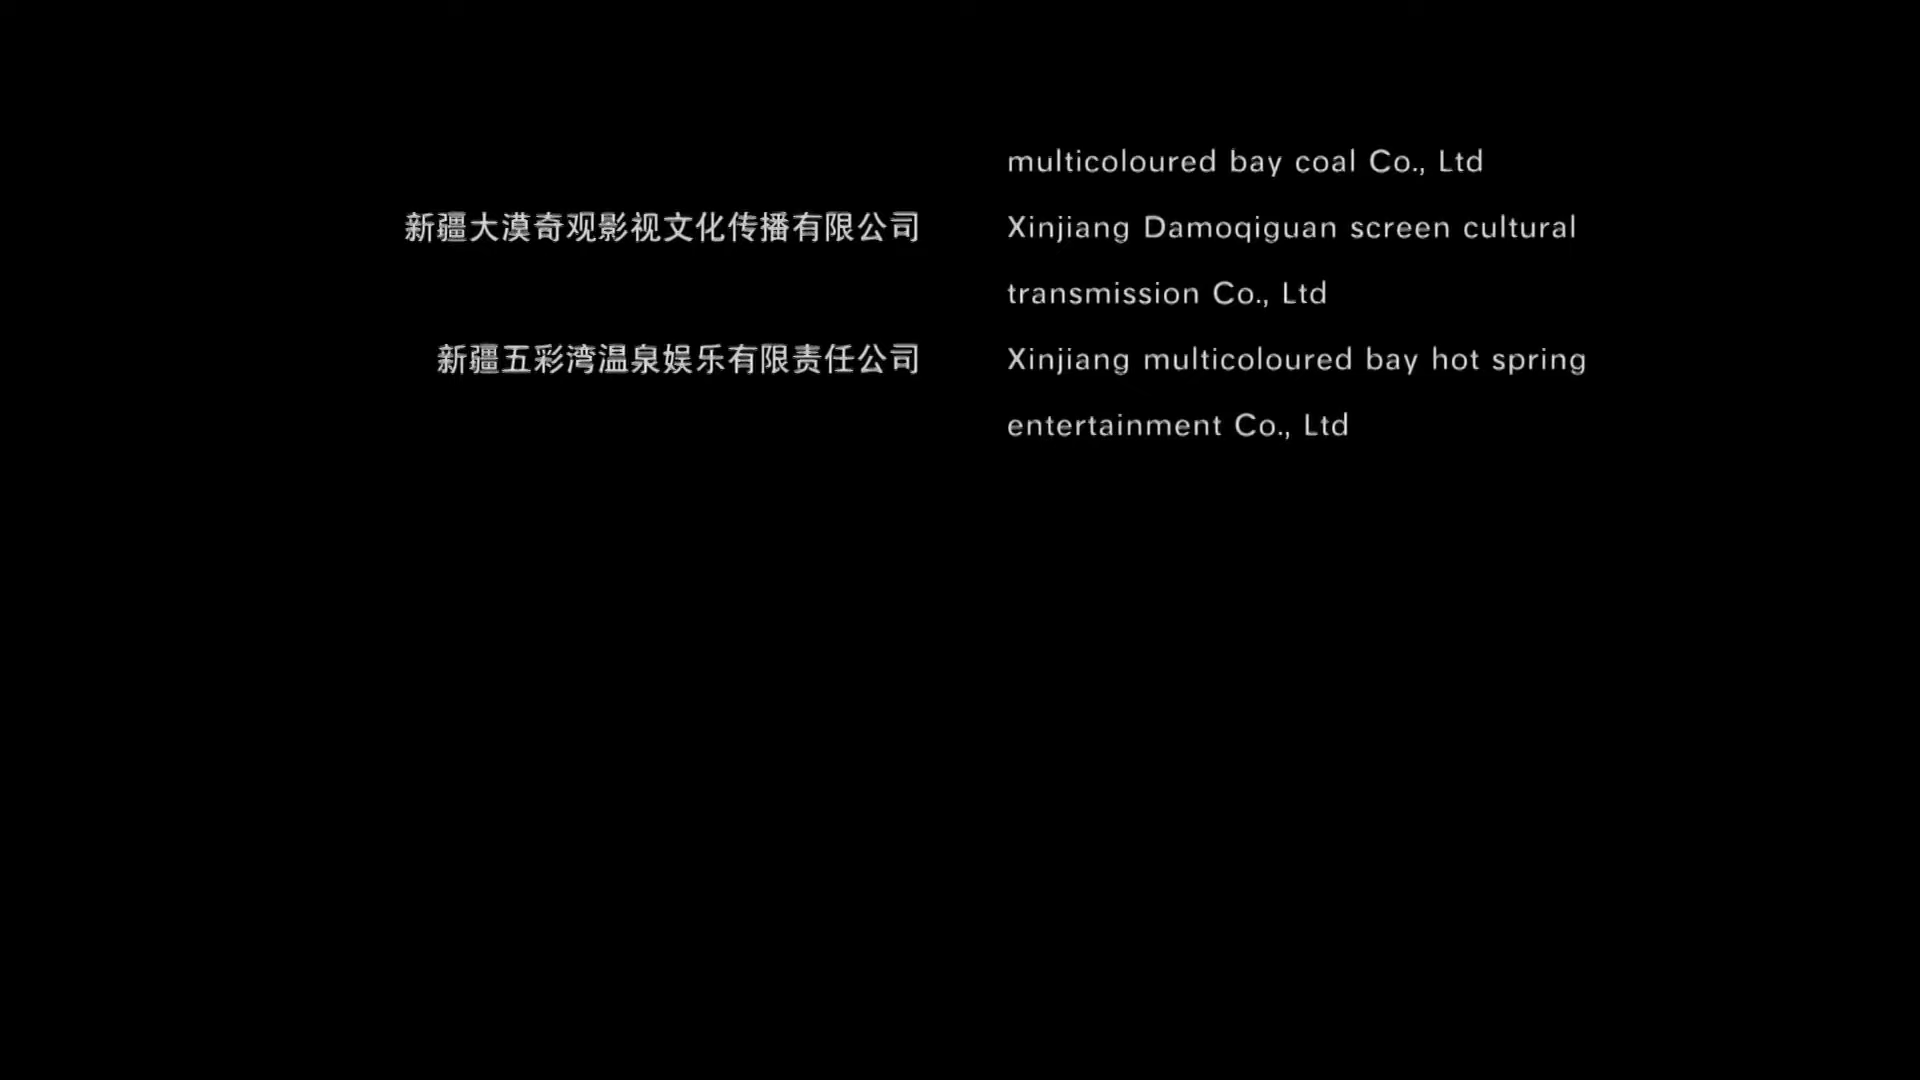 multicoloured bay coal Co., Ltd
新疆大漠奇观影视文化传播有限公司 Xinjiang Damoqiguan screen cultural
transmission Co., Ltd
新疆五彩湾温泉娱乐有限责任公司 Xinjiang multicoloured bay hot spring
entertainment Co., Ltd